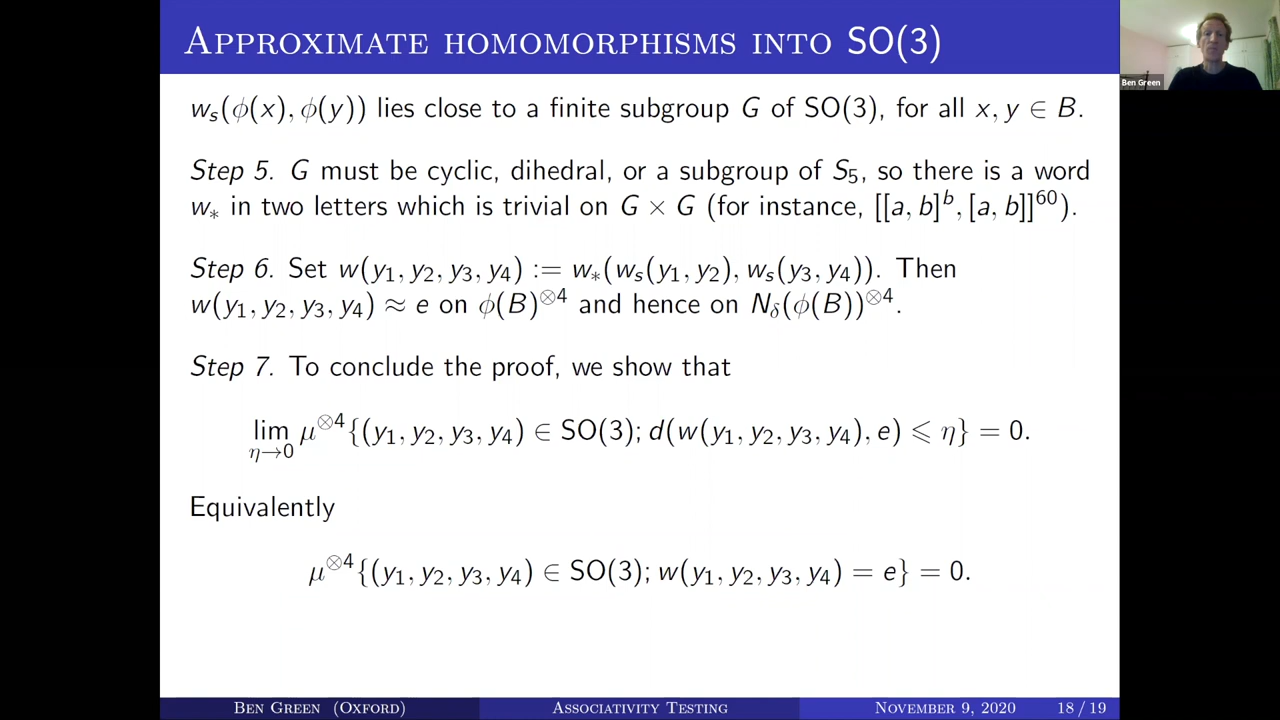 APPROXIMATE HOMOMORPHISMS INTO SO(3)
Ben Green
w_s(ϕ(x), ϕ(y)) lies close to a finite subgroup G of SO(3), for all x, y ∈ B.
Step 5. G must be cyclic, dihedral, or a subgroup of S_5, so there is a word
w_* in two letters which is trivial on G × G (for instance, [[a, b]^b, [a, b]]^60).
Step 6. Set w(y_1, y_2, y_3, y_4) := w_*(w_s(y_1, y_2), w_s(y_3, y_4)). Then
w(y_1, y_2, y_3, y_4) ≈ e on ϕ(B)^⊗4 and hence on N_δ(ϕ(B))^⊗4.
Step 7. To conclude the proof, we show that
lim_{η→0} μ^⊗4{(y_1, y_2, y_3, y_4) ∈ SO(3); d(w(y_1, y_2, y_3, y_4), e) ⩽ η} = 0.
Equivalently
μ^⊗4{(y_1, y_2, y_3, y_4) ∈ SO(3); w(y_1, y_2, y_3, y_4) = e} = 0.
BEN GREEN (OXFORD) ASSOCIATIVITY TESTING NOVEMBER 9, 2020 18 / 19